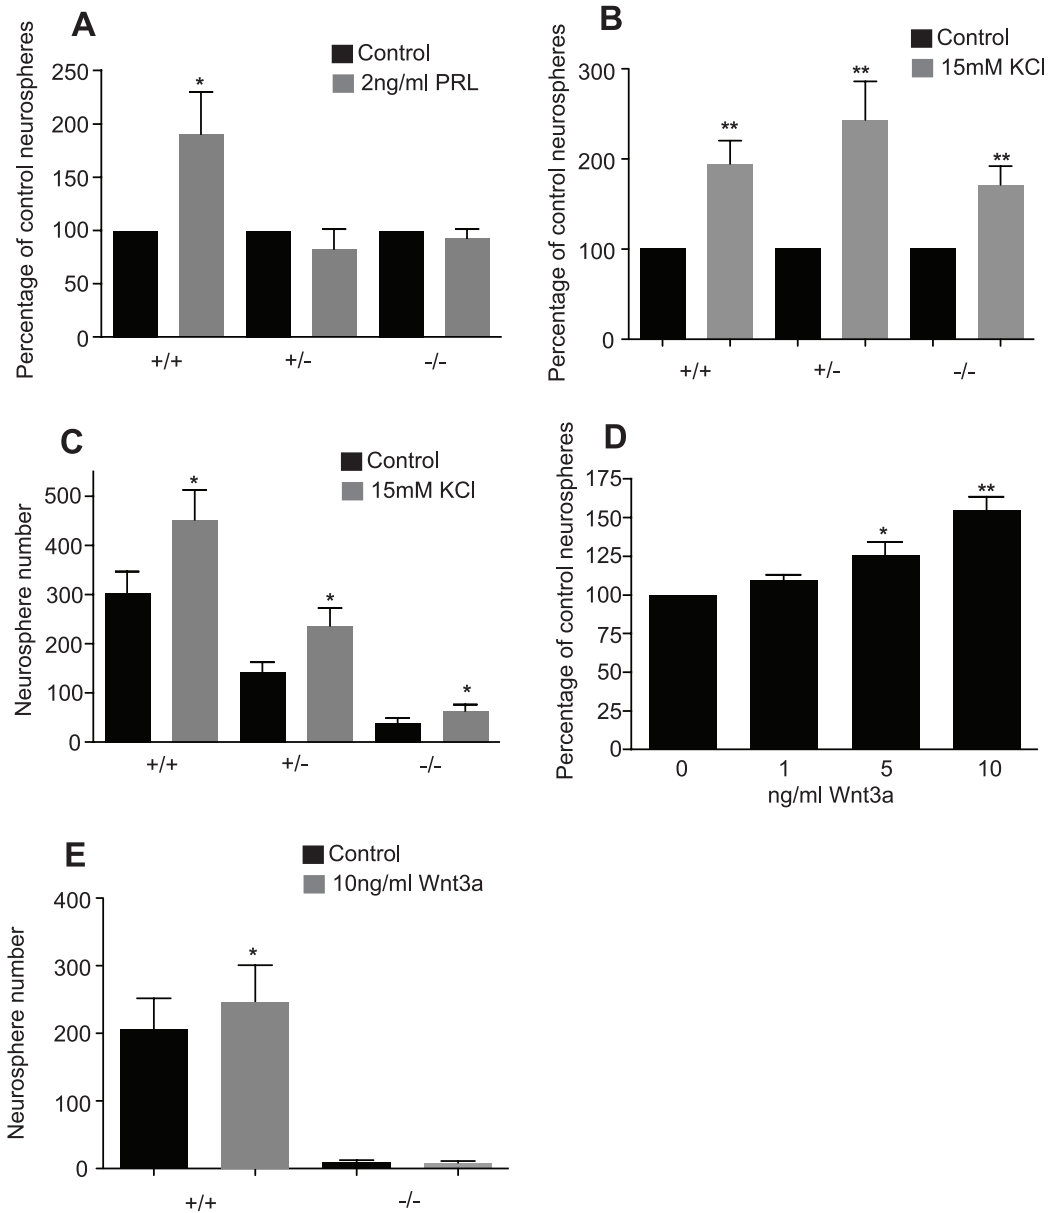 A
Control
2ng/ml PRL
Percentage of control neurospheres
250
200
150
100
50
0
*
+/+
+/-
-/-
B
Control
15mM KCl
Percentage of control neurospheres
300
200
100
0
**
**
**
+/+
+/-
-/-
C
Control
15mM KCl
Neurosphere number
500
400
300
200
100
0
*
*
*
+/+
+/-
-/-
D
Percentage of control neurospheres
175
150
125
100
75
50
25
0
*
**
0 1 5 10
ng/ml Wnt3a
E
Control
10ng/ml Wnt3a
Neurosphere number
400
300
200
100
0
*
+/+
-/-